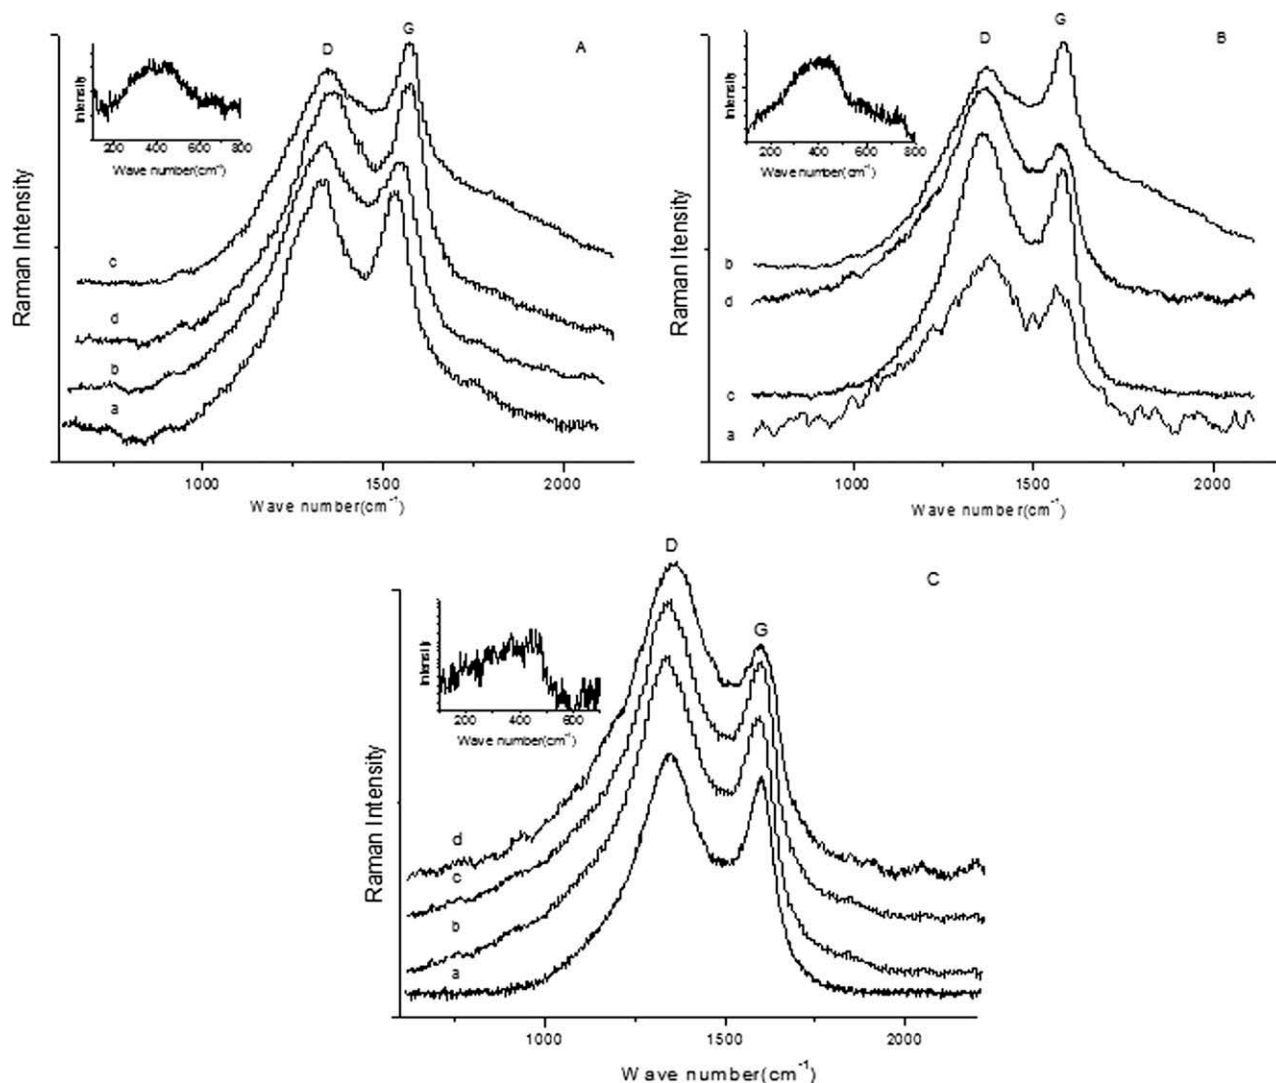 D
G
A
Intensity
200 400 600 800
Wave number(cm⁻¹)
Raman Intensity
c
d
b
a
1000 1500 2000
Wave number(cm⁻¹)
D
G
B
Intensity
200 400 600 800
Wave number(cm⁻¹)
Raman Itensity
b
d
c
a
1000 1500 2000
Wave number(cm⁻¹)
D
G
C
Intensity
200 400 600
Wave number(cm⁻¹)
Raman Intensity
d
c
b
a
1000 1500 2000
Wave number(cm⁻¹)